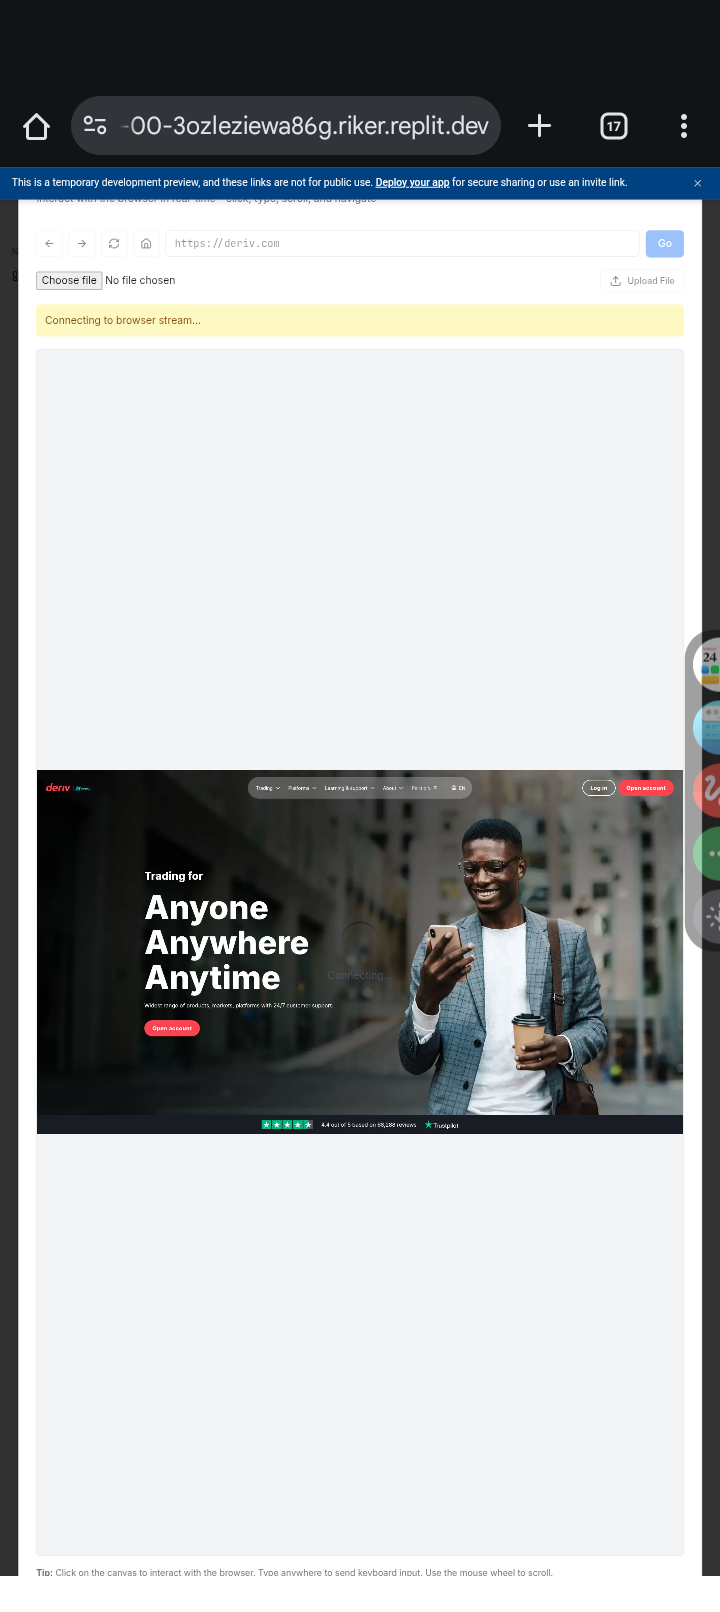 -00-3ozleziewa86g.riker.replit.dev
17
This is a temporary development preview, and these links are not for public use. Deploy your app for secure sharing or use an invite link.
Interact with the browser in real-time - click, type, scroll, and navigate
https://deriv.com
Go
Choose file No file chosen
Upload File
Connecting to browser stream...
24
deriv
Trading Platforms Learning & support About Partners EN
Log in
Open account
Trading for
Anyone
Anywhere
Anytime
Connecting...
Widest range of products, markets, platforms with 24/7 customer support.
Open account
4.4 out of 5 based on 68,288 reviews
Trustpilot
Tip: Click on the canvas to interact with the browser. Type anywhere to send keyboard input. Use the mouse wheel to scroll.